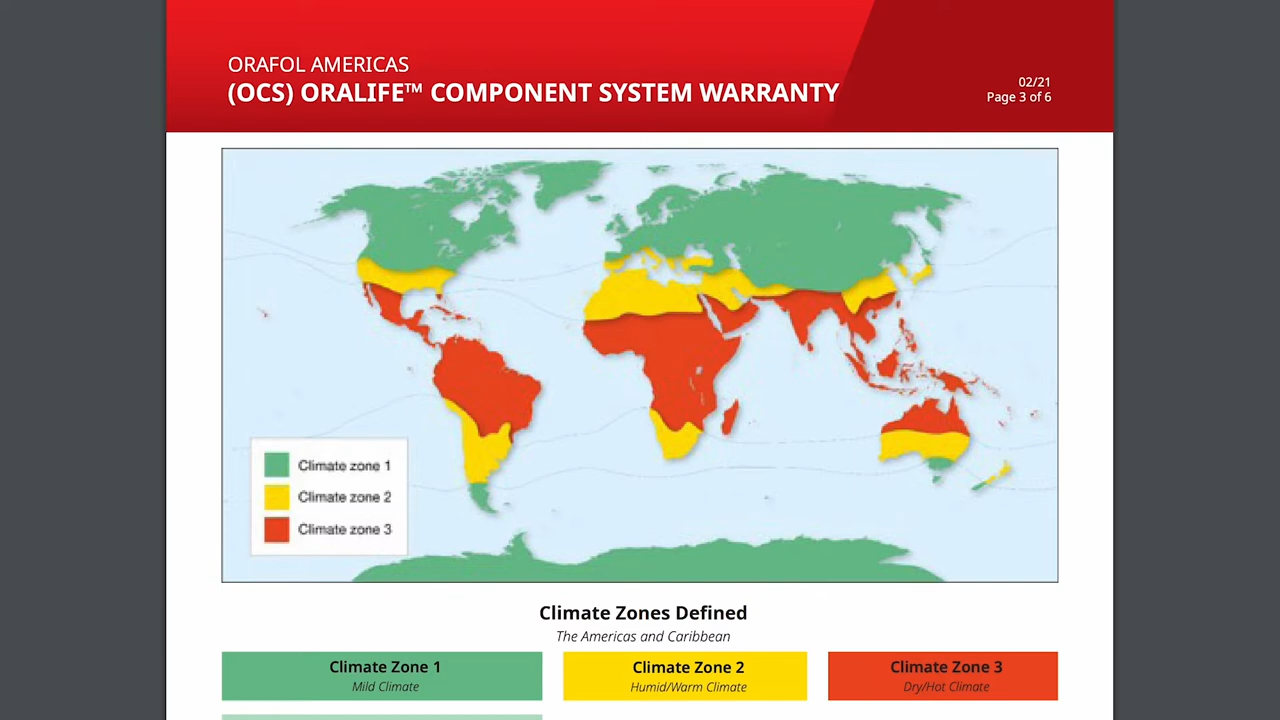 ORAFOL AMERICAS
(OCS) ORALIFE™ COMPONENT SYSTEM WARRANTY
02/21
Page 3 of 6
Climate zone 1
Climate zone 2
Climate zone 3
Climate Zones Defined
The Americas and Caribbean
Climate Zone 1
Mild Climate
Climate Zone 2
Humid/Warm Climate
Climate Zone 3
Dry/Hot Climate